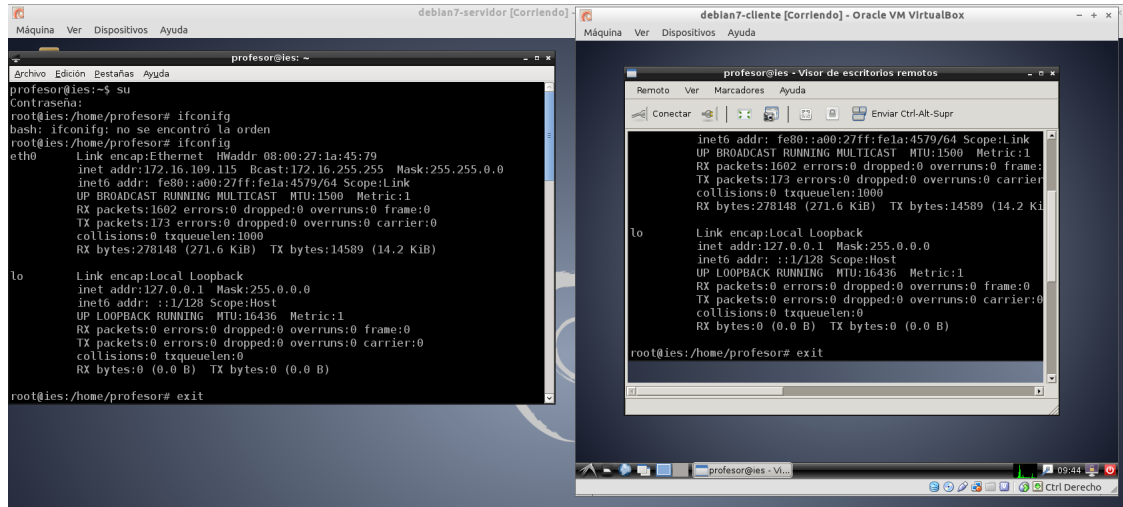 debian7-servidor [Corriendo] -
Máquina Ver Dispositivos Ayuda
profesor@ies: ~
Archivo Edición Pestañas Ayuda
profesor@ies:~$ su
Contraseña:
root@ies:/home/profesor# ifconifg
bash: ifconifg: no se encontró la orden
root@ies:/home/profesor# ifconfig
eth0 Link encap:Ethernet HWaddr 08:00:27:1a:45:79
inet addr:172.16.109.115 Bcast:172.16.255.255 Mask:255.255.0.0
inet6 addr: fe80::a00:27ff:fe1a:4579/64 Scope:Link
UP BROADCAST RUNNING MULTICAST MTU:1500 Metric:1
RX packets:1602 errors:0 dropped:0 overruns:0 frame:0
TX packets:173 errors:0 dropped:0 overruns:0 carrier:0
collisions:0 txqueuelen:1000
RX bytes:278148 (271.6 KiB) TX bytes:14589 (14.2 KiB)
lo Link encap:Local Loopback
inet addr:127.0.0.1 Mask:255.0.0.0
inet6 addr: ::1/128 Scope:Host
UP LOOPBACK RUNNING MTU:16436 Metric:1
RX packets:0 errors:0 dropped:0 overruns:0 frame:0
TX packets:0 errors:0 dropped:0 overruns:0 carrier:0
collisions:0 txqueuelen:0
RX bytes:0 (0.0 B) TX bytes:0 (0.0 B)
root@ies:/home/profesor# exit
debian7-cliente [Corriendo] - Oracle VM VirtualBox
Máquina Ver Dispositivos Ayuda
profesor@ies - Visor de escritorios remotos
Remoto Ver Marcadores Ayuda
Conectar Enviar Ctrl-Alt-Supr
inet6 addr: fe80::a00:27ff:fe1a:4579/64 Scope:Link
UP BROADCAST RUNNING MULTICAST MTU:1500 Metric:1
RX packets:1602 errors:0 dropped:0 overruns:0 frame:
TX packets:173 errors:0 dropped:0 overruns:0 carrier
collisions:0 txqueuelen:1000
RX bytes:278148 (271.6 KiB) TX bytes:14589 (14.2 Ki
lo Link encap:Local Loopback
inet addr:127.0.0.1 Mask:255.0.0.0
inet6 addr: ::1/128 Scope:Host
UP LOOPBACK RUNNING MTU:16436 Metric:1
RX packets:0 errors:0 dropped:0 overruns:0 frame:0
TX packets:0 errors:0 dropped:0 overruns:0 carrier:0
collisions:0 txqueuelen:0
RX bytes:0 (0.0 B) TX bytes:0 (0.0 B)
root@ies:/home/profesor# exit
profesor@ies - Vi... 09:44
Ctrl Derecho